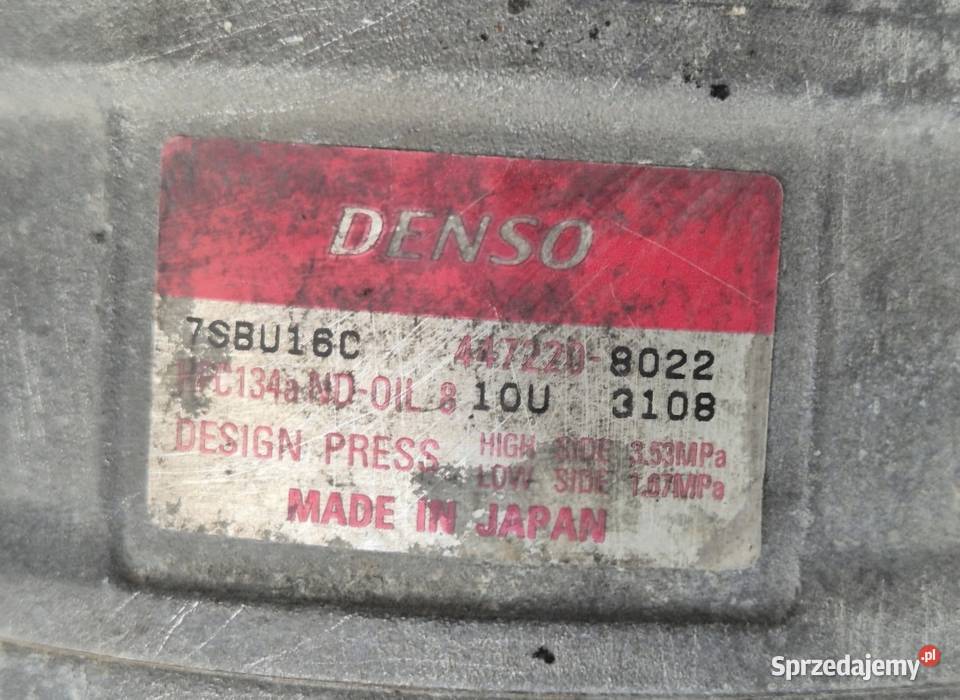 DENSO
7SBU16C 447220-8022
HFC134a ND-OIL 8 10U 3108
DESIGN PRESS HIGH SIDE 3.53MPa
LOW SIDE 1.67MPa
MADE IN JAPAN
Sprzedajemy.pl